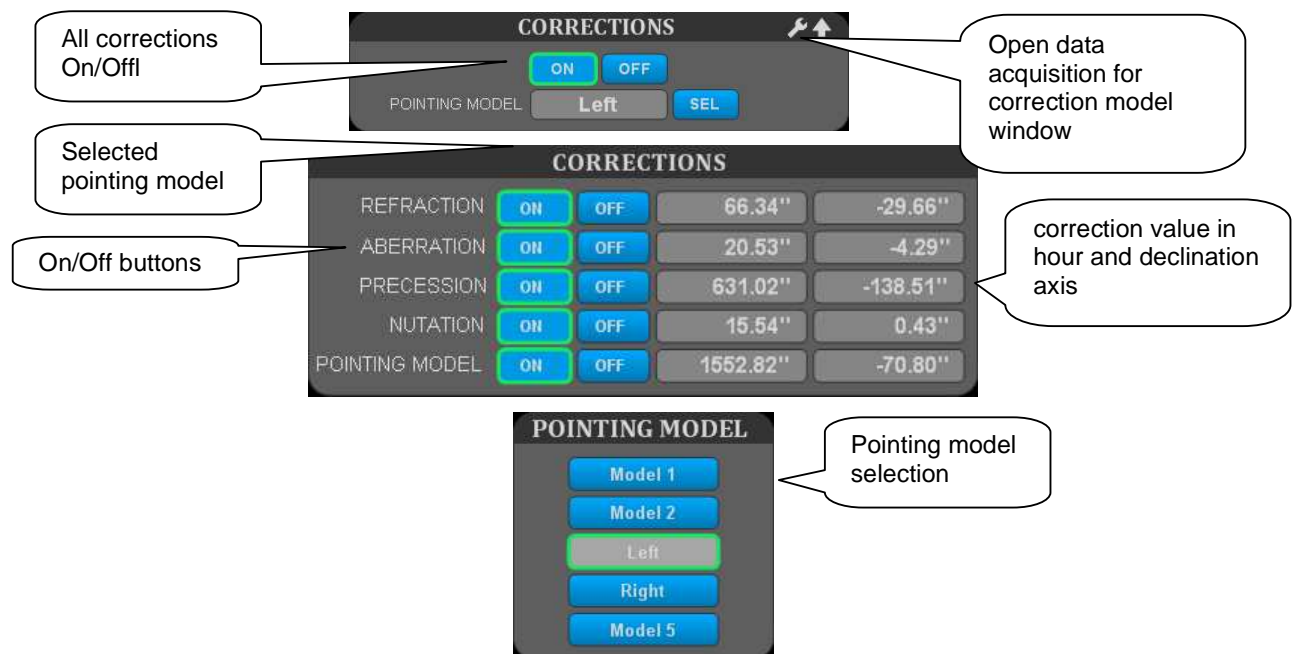 All corrections
On/Offl
CORRECTIONS
ON OFF
POINTING MODEL Left SEL
Open data
acquisition for
correction model
window
Selected
pointing model
CORRECTIONS
REFRACTION ON OFF 66.34'' -29.66''
ABERRATION ON OFF 20.53'' -4.29''
PRECESSION ON OFF 631.02'' -138.51''
NUTATION ON OFF 15.54'' 0.43''
POINTING MODEL ON OFF 1552.82'' -70.80''
On/Off buttons
correction value in
hour and declination
axis
POINTING MODEL
Model 1
Model 2
Left
Right
Model 5
Pointing model
selection